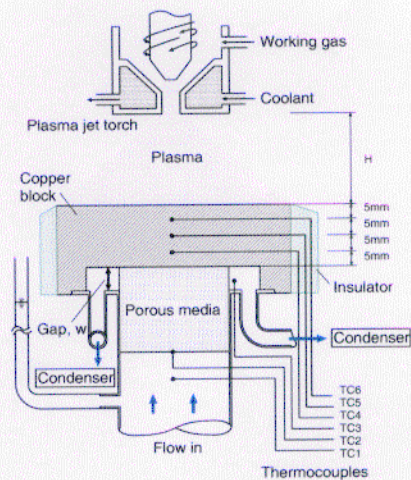 Working gas
Coolant
Plasma jet torch
Plasma
H
Copper
block
5mm
5mm
5mm
5mm
Insulator
Gap, w
Porous media
Condenser
Condenser
Flow in
TC6
TC5
TC4
TC3
TC2
TC1
Thermocouples